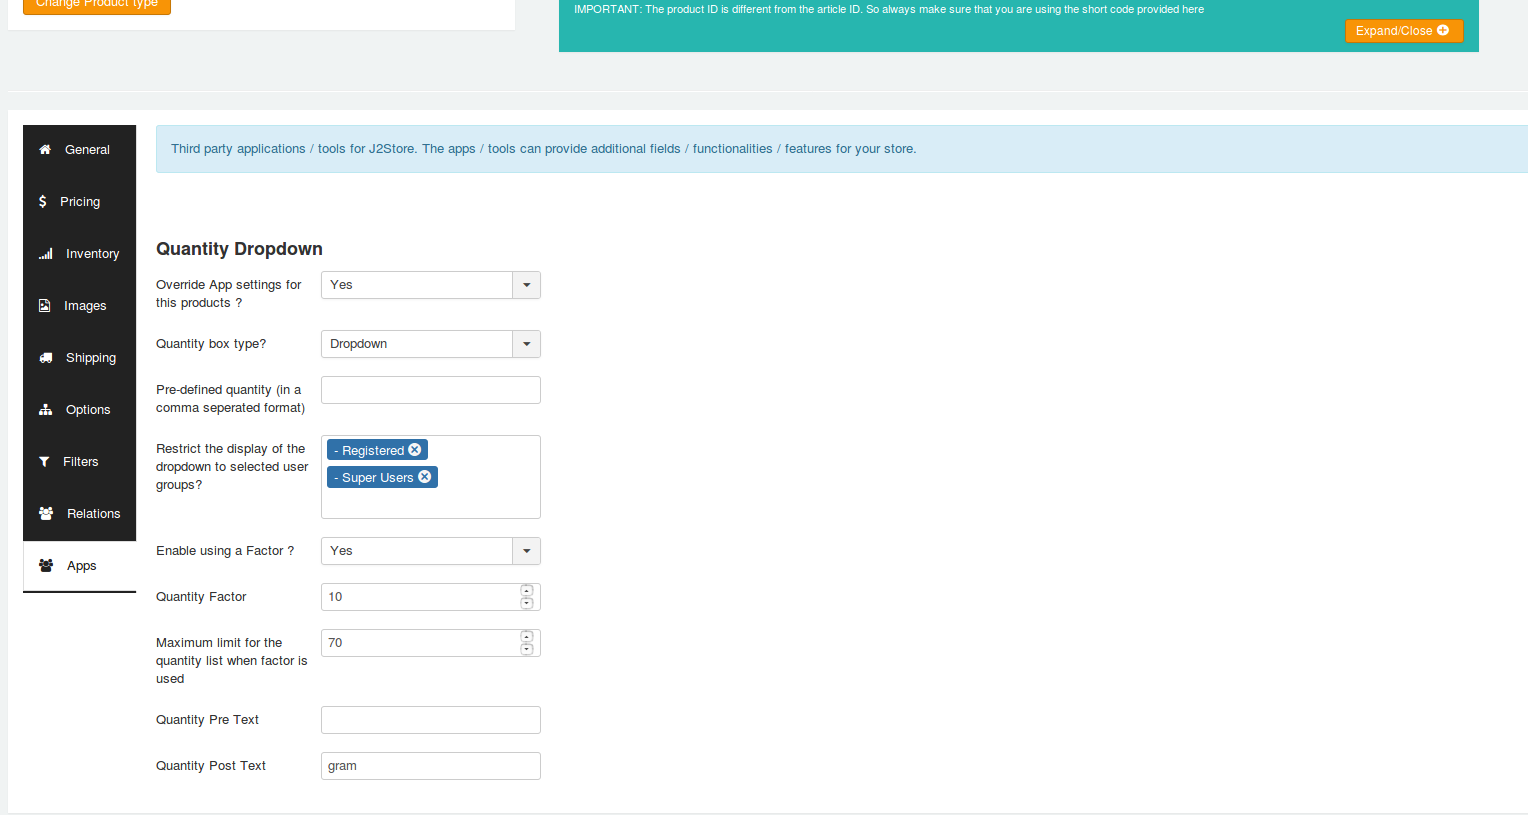 Change Product type
IMPORTANT: The product ID is different from the article ID. So always make sure that you are using the short code provided here
Expand/Close
General
Pricing
Inventory
Images
Shipping
Options
Filters
Relations
Apps
Third party applications / tools for J2Store. The apps / tools can provide additional fields / functionalities / features for your store.
Quantity Dropdown
Override App settings for
this products ?
Yes
Quantity box type?
Dropdown
Pre-defined quantity (in a
comma seperated format)
Restrict the display of the
dropdown to selected user
groups?
- Registered
- Super Users
Enable using a Factor ?
Yes
Quantity Factor
10
Maximum limit for the
quantity list when factor is
used
70
Quantity Pre Text
Quantity Post Text
gram